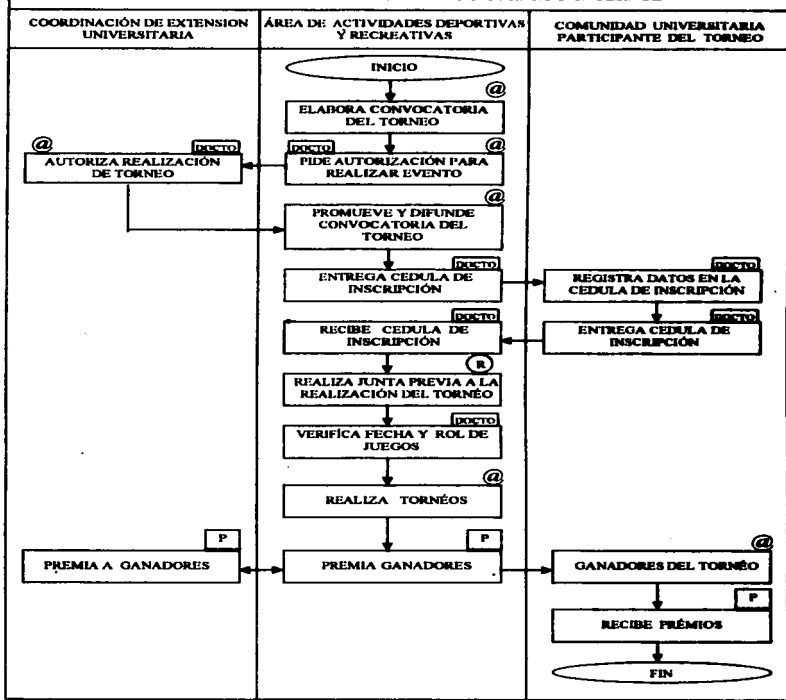 COORDINACIÓN DE EXTENSION
UNIVERSITARIA
ÁREA DE ACTIVIDADES DEPORTIVAS
Y RECREATIVAS
COMUNIDAD UNIVERSITARIA
PARTICIPANTE DEL TORNEO
INICIO
@
ELABORA CONVOCATORIA
DEL TORNEO
@
DOCTO
AUTORIZA REALIZACIÓN
DE TORNEO
DOCTO
@
PIDE AUTORIZACIÓN PARA
REALIZAR EVENTO
@
PROMUEVE Y DIFUNDE
CONVOCATORIA DEL
TORNEO
DOCTO
ENTREGA CEDULA DE
INSCRIPCIÓN
DOCTO
REGISTRA DATOS EN LA
CEDULA DE INSCRIPCIÓN
DOCTO
RECIBE CEDULA DE
INSCRIPCIÓN
DOCTO
ENTREGA CEDULA DE
INSCRIPCIÓN
R
REALIZA JUNTA PREVIA A LA
REALIZACIÓN DEL TORNÉO
DOCTO
VERIFÍCA FECHA Y ROL DE
JUEGOS
@
REALIZA TORNÉOS
P
PREMIA A GANADORES
P
PREMIA GANADORES
@
GANADORES DEL TORNÉO
P
RECIBE PRÉMIOS
FIN